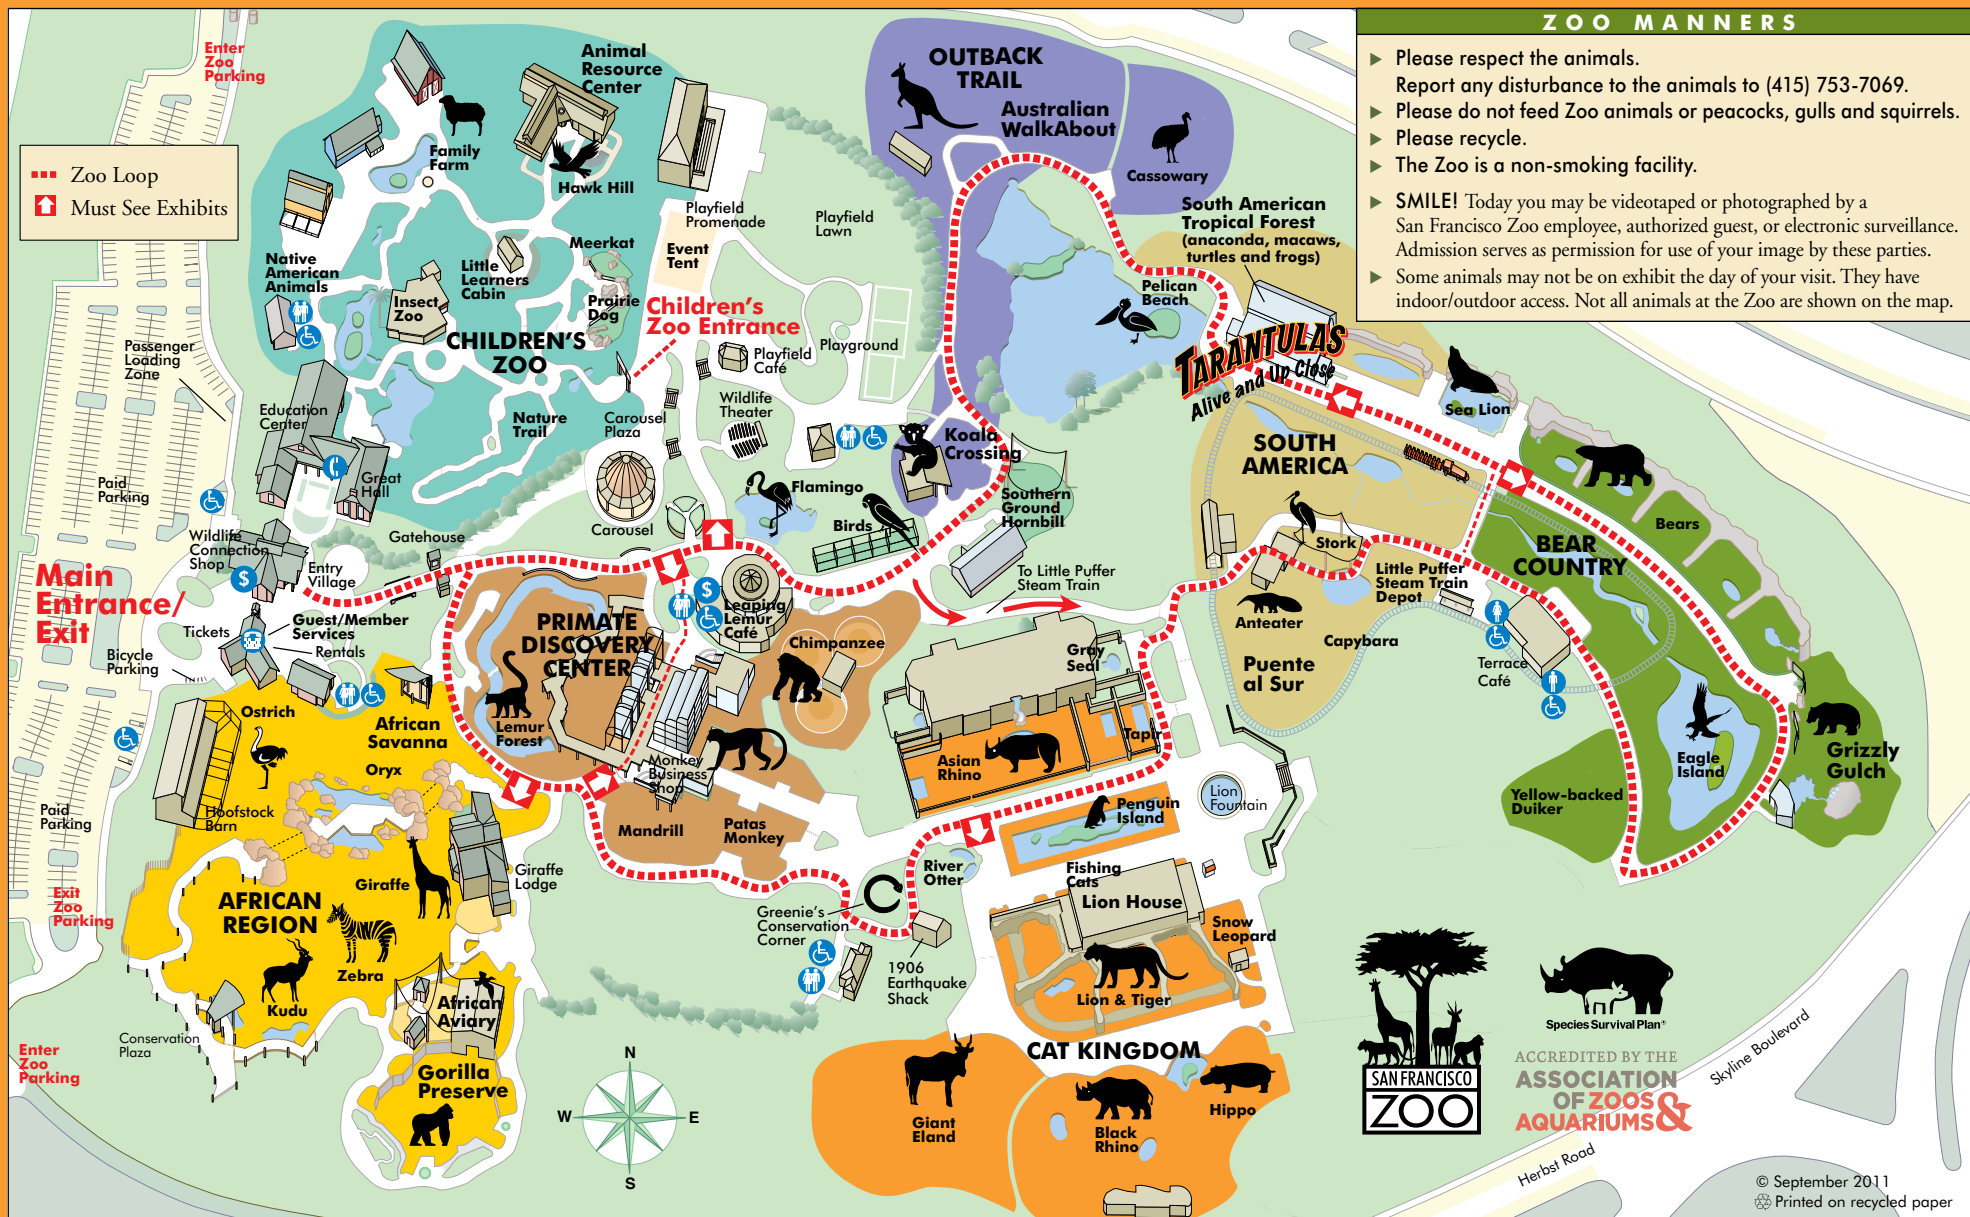 Enter
Zoo
Parking
Zoo Loop
Must See Exhibits
Animal
Resource
Center
Family
Farm
Hawk Hill
Native
American
Animals
Insect
Zoo
Little
Learners
Cabin
Meerkat
Prairie
Dog
CHILDREN'S
ZOO
Nature
Trail
Playfield
Promenade
Event
Tent
Playfield
Lawn
Children's
Zoo Entrance
Playfield
Café
Playground
Wildlife
Theater
Carousel
Plaza
Carousel
OUTBACK
TRAIL
Australian
WalkAbout
Cassowary
South American
Tropical Forest
(anaconda, macaws,
turtles and frogs)
Pelican
Beach
TARANTULAS
Alive and Up Close
ZOO MANNERS
Please respect the animals.
Report any disturbance to the animals to (415) 753-7069.
Please do not feed Zoo animals or peacocks, gulls and squirrels.
Please recycle.
The Zoo is a non-smoking facility.
SMILE! Today you may be videotaped or photographed by a
San Francisco Zoo employee, authorized guest, or electronic surveillance.
Admission serves as permission for use of your image by these parties.
Some animals may not be on exhibit the day of your visit. They have
indoor/outdoor access. Not all animals at the Zoo are shown on the map.
Sea Lion
SOUTH
AMERICA
Bears
BEAR
COUNTRY
Koala
Crossing
Southern
Ground
Hornbill
Flamingo
Birds
To Little Puffer
Steam Train
Stork
Anteater
Little Puffer
Steam Train
Depot
Capybara
Puente
al Sur
Terrace
Café
Eagle
Island
Grizzly
Gulch
Yellow-backed
Duiker
Passenger
Loading
Zone
Education
Center
Great
Hall
Paid
Parking
Wildlife
Connection
Shop
$
Gatehouse
Entry
Village
Main
Entrance/
Exit
Tickets
Guest/Member
Services
Rentals
Bicycle
Parking
PRIMATE
DISCOVERY
CENTER
Lemur
Forest
$
Leaping
Lemur
Café
Chimpanzee
Monkey
Business
Shop
Mandrill
Patas
Monkey
Gray
Seal
Asian
Rhino
Tapir
Penguin
Island
Lion
Fountain
River
Otter
Fishing
Cats
Lion House
Snow
Leopard
Lion & Tiger
Greenie's
Conservation
Corner
1906
Earthquake
Shack
Ostrich
African
Savanna
Oryx
Hoofstock
Barn
Paid
Parking
Giraffe
Giraffe
Lodge
AFRICAN
REGION
Zebra
Kudu
African
Aviary
Gorilla
Preserve
Exit
Zoo
Parking
Conservation
Plaza
Enter
Zoo
Parking
N
W
E
S
CAT KINGDOM
Giant
Eland
Black
Rhino
Hippo
SAN FRANCISCO
ZOO
Species Survival Plan®
ACCREDITED BY THE
ASSOCIATION
OF ZOOS
& AQUARIUMS
Skyline Boulevard
Herbst Road
© September 2011
Printed on recycled paper